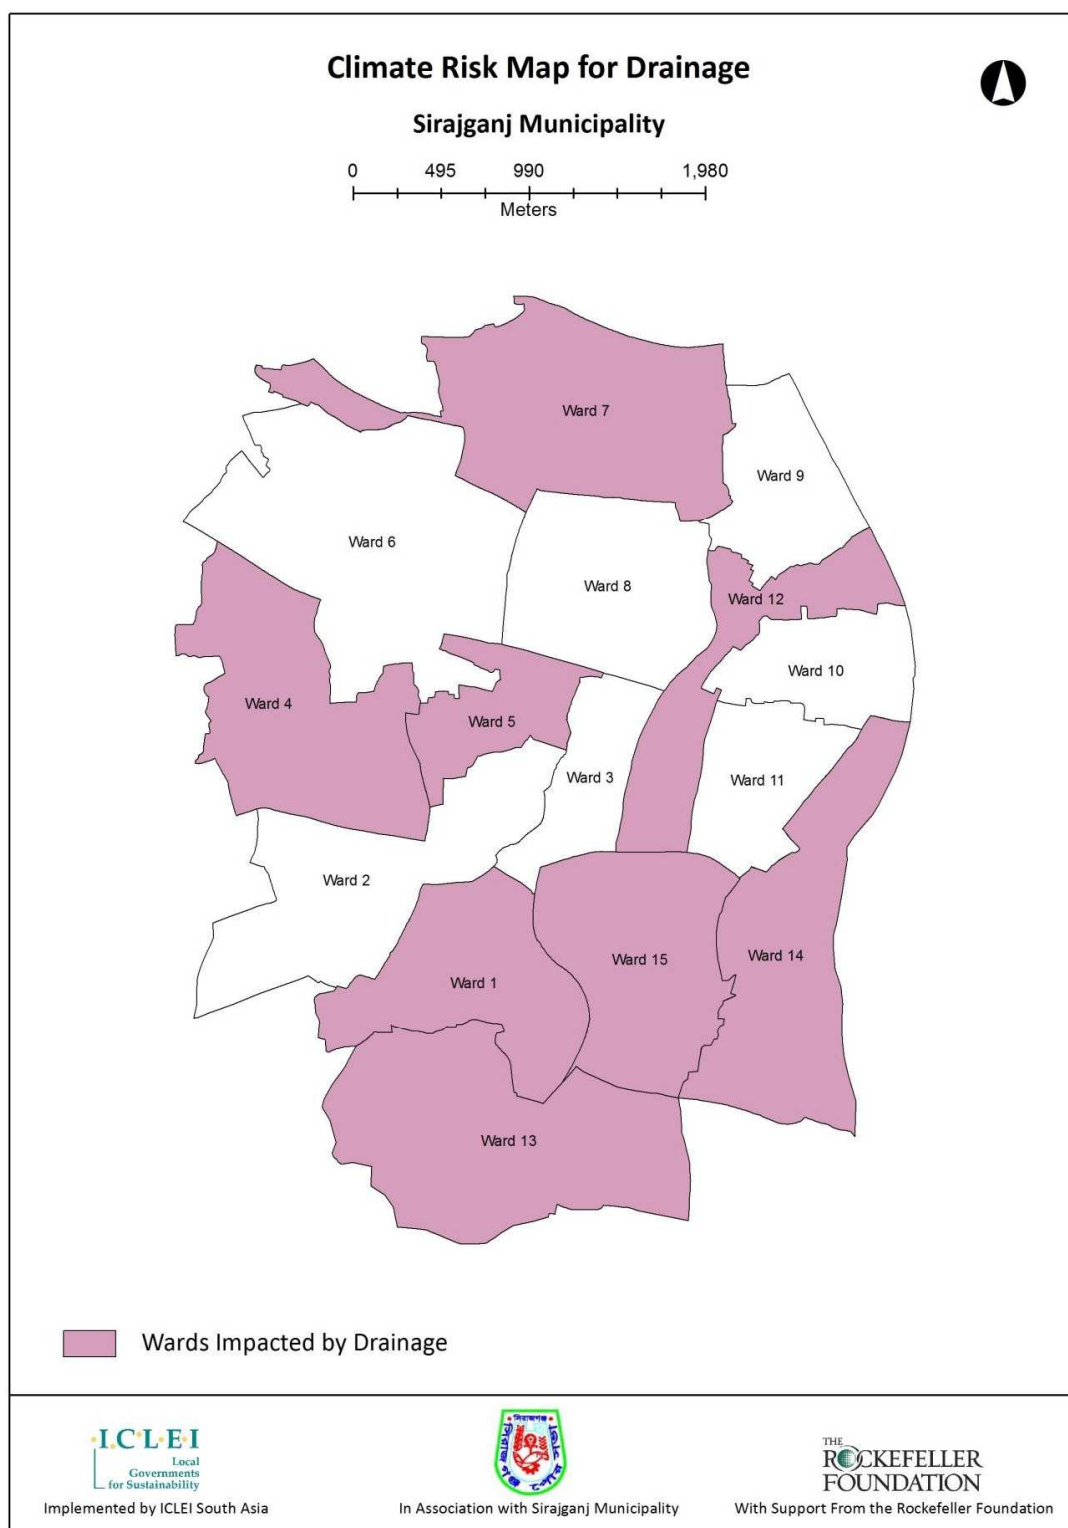 Climate Risk Map for Drainage
Sirajganj Municipality
0 495 990 1,980
Meters
Ward 7
Ward 9
Ward 6
Ward 8
Ward 12
Ward 10
Ward 4
Ward 5
Ward 3
Ward 11
Ward 2
Ward 15
Ward 14
Ward 1
Ward 13
Wards Impacted by Drainage
·I·C·L·E·I
Local
Governments
for Sustainability
Implemented by ICLEI South Asia
সিরাজগঞ্জ
In Association with Sirajganj Municipality
THE
ROCKEFELLER
FOUNDATION
With Support From the Rockefeller Foundation